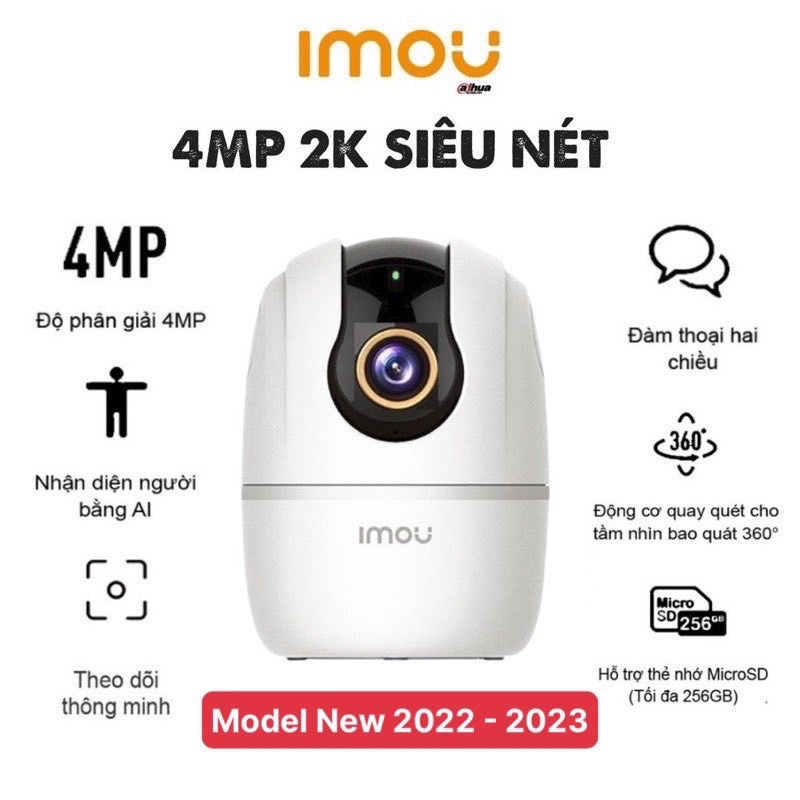 imou
alhua
4MP 2K SIÊU NÉT
4MP
Độ phân giải 4MP
Nhận diện người
bằng AI
Theo dõi
thông minh
imou
Đàm thoại hai
chiều
360°
Động cơ quay quét cho
tầm nhìn bao quát 360°
Micro
SD 256GB
Hỗ trợ thẻ nhớ MicroSD
(Tối đa 256GB)
Model New 2022 - 2023